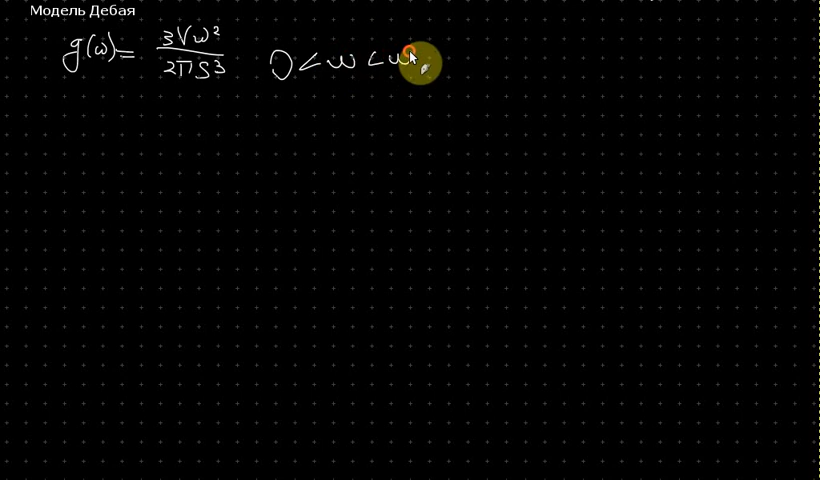 Модель Дебая
g(ω) = 3Vω² / 2πS³  0 < ω < ω